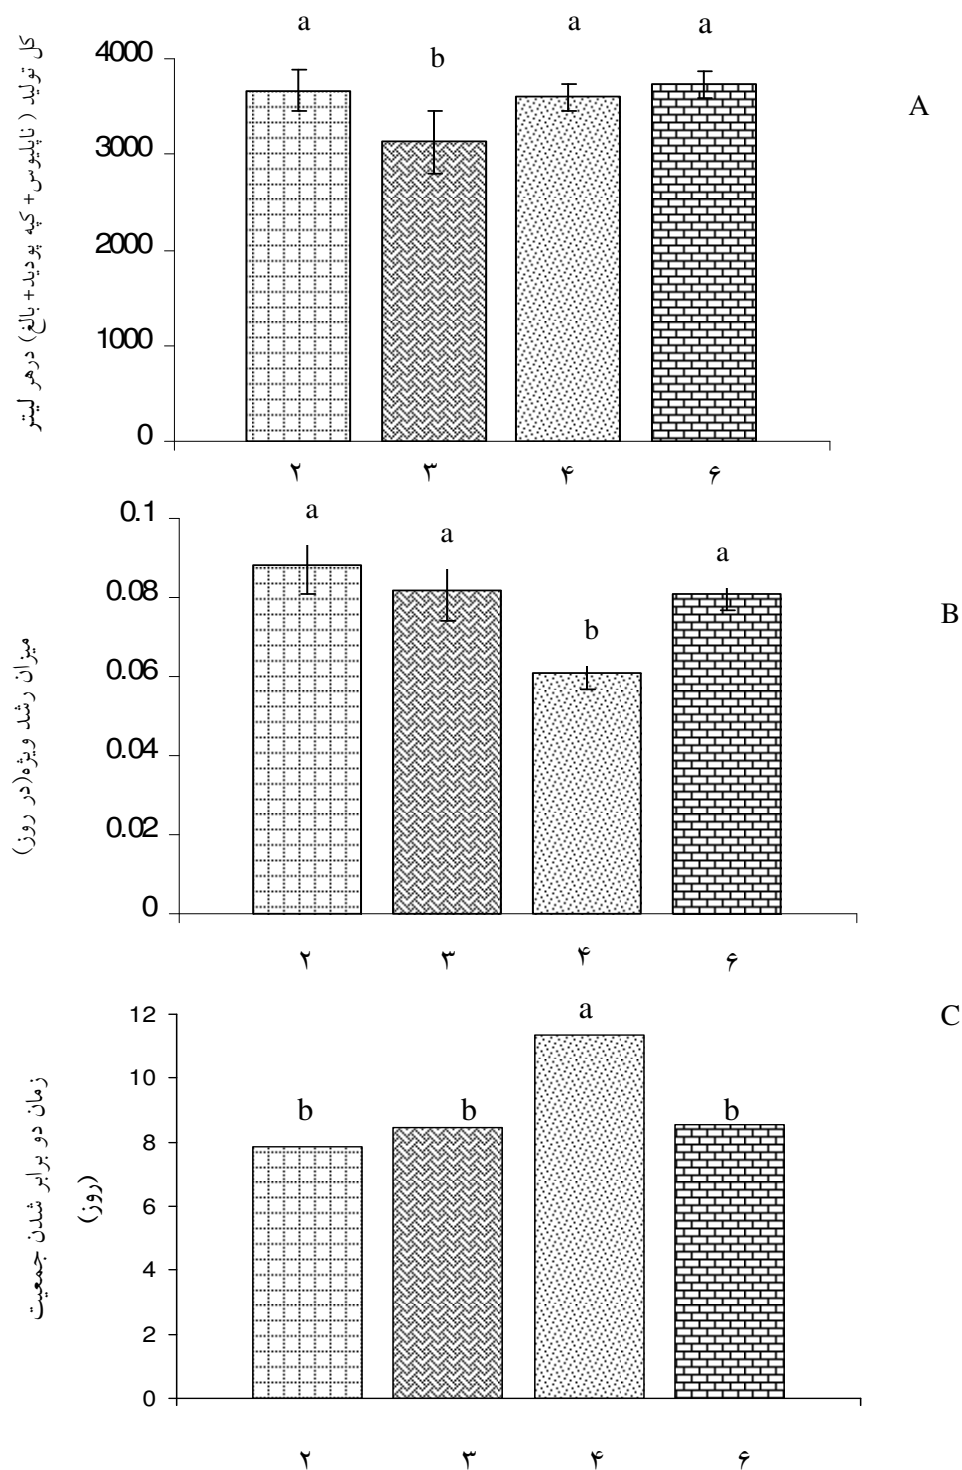 a
a
a
b
4000
3000
2000
1000
0
کل تولید (ناپلیوس+ کپه پودید+ بالغ) درهر لیتر
A
۲
۳
۴
۶
a
a
a
b
0.1
0.08
0.06
0.04
0.02
0
میزان رشد ویژه(در روز)
B
۲
۳
۴
۶
a
b
b
b
12
10
8
6
4
2
0
زمان دو برابر شدن جمعیت
(روز)
C
۲
۳
۴
۶